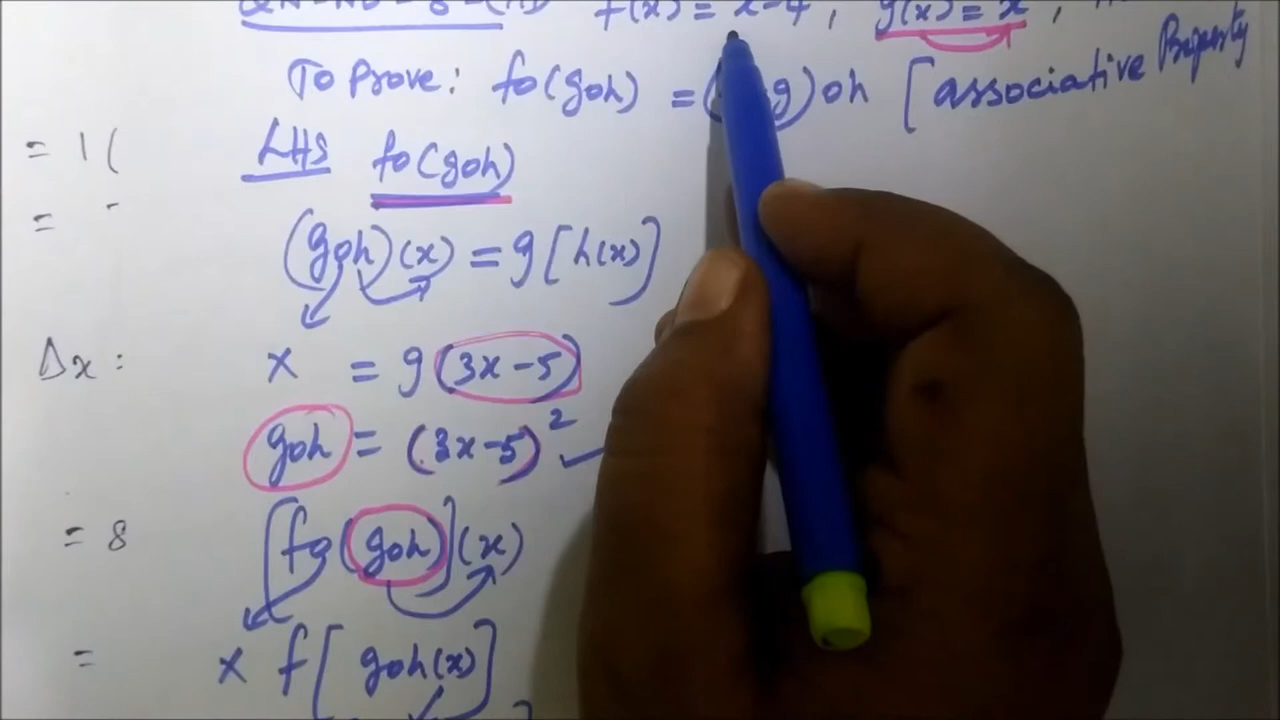 f(x) = x-4, g(x) = x,
To Prove: fo(goh) = ( g)oh [associative Property
= 1( LHS fo(goh)
= (goh)(x) = g[h(x)]
Δx: x = g(3x-5)
goh = (3x-5)²
= 8 [fo(goh)](x)
= x f[goh(x)]